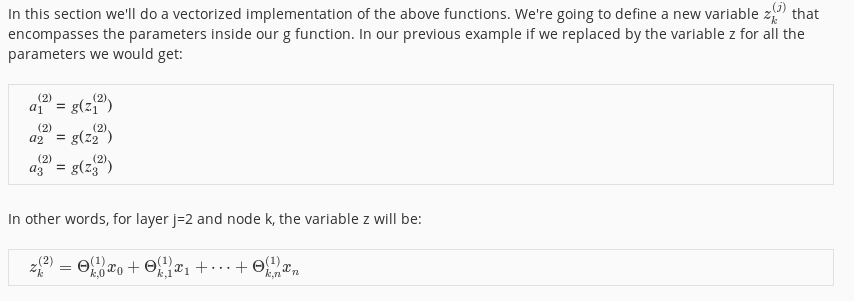 In this section we'll do a vectorized implementation of the above functions. We're going to define a new variable $z_k^{(j)}$ that
encompasses the parameters inside our g function. In our previous example if we replaced by the variable z for all the
parameters we would get:
$a_1^{(2)} = g(z_1^{(2)})$
$a_2^{(2)} = g(z_2^{(2)})$
$a_3^{(2)} = g(z_3^{(2)})$
In other words, for layer j=2 and node k, the variable z will be:
$z_k^{(2)} = \Theta_{k,0}^{(1)}x_0 + \Theta_{k,1}^{(1)}x_1 + \cdots + \Theta_{k,n}^{(1)}x_n$